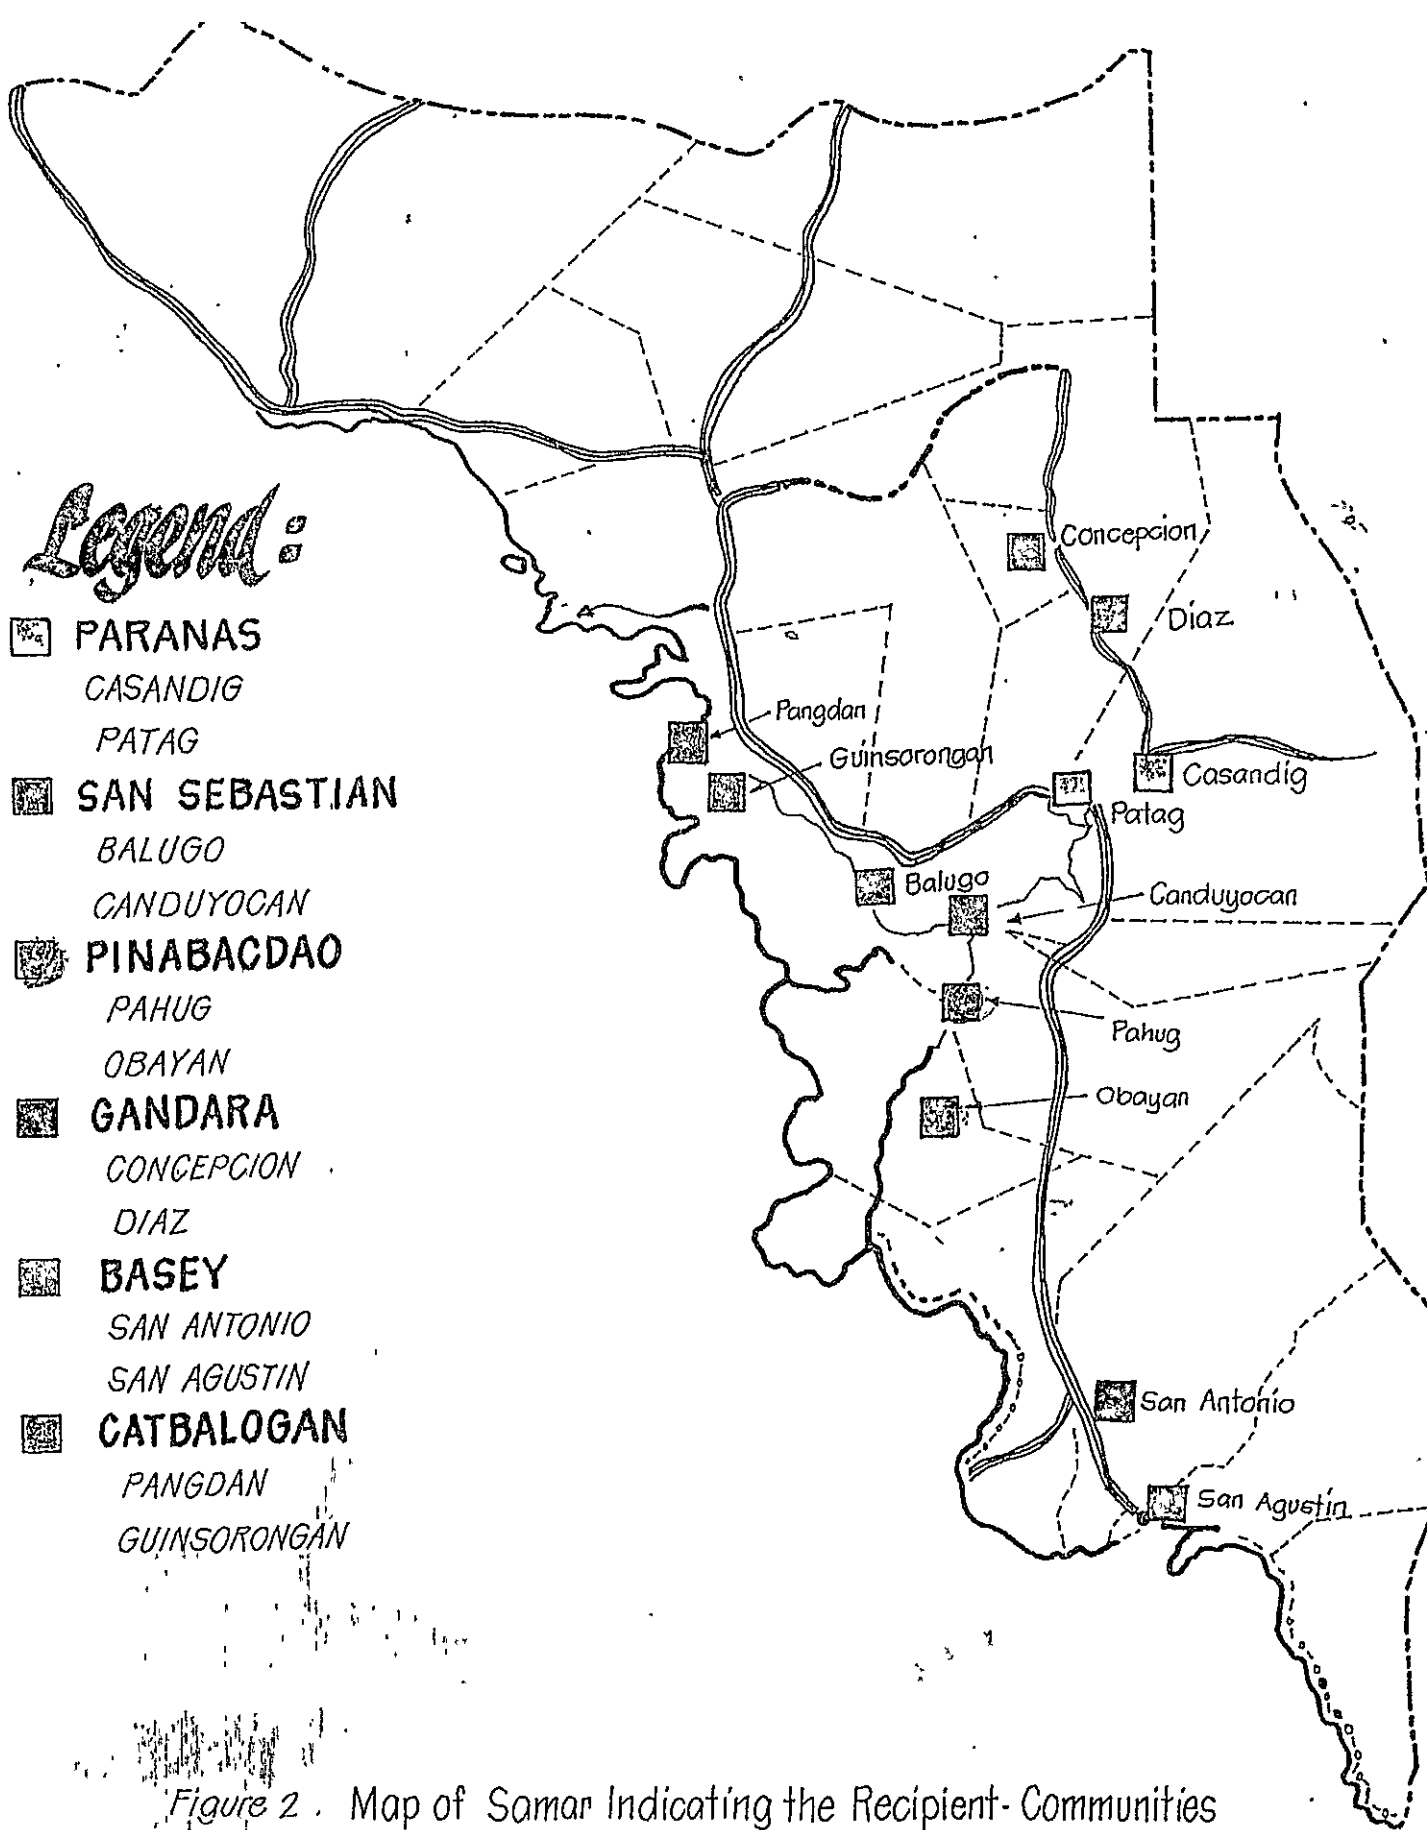 Concepcion
Diaz
Legend:
PARANAS
CASANDIG
PATAG
SAN SEBASTIAN
BALUGO
CANDUYOCAN
PINABACDAO
PAHUG
OBAYAN
GANDARA
CONCEPCION
DIAZ
BASEY
SAN ANTONIO
SAN AGUSTIN
CATBALOGAN
PANGDAN
GUINSORONGAN
Pangdan
Guinsorongan
Casandig
Patag
Balugo
Canduyocan
Pahug
Obayan
San Antonio
San Agustin
Figure 2. Map of Samar Indicating the Recipient-Communities